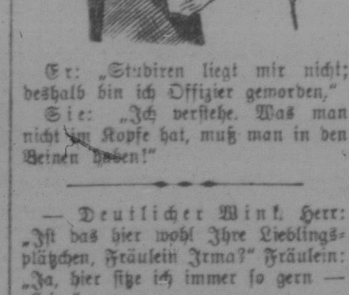 Er: „Studiren liegt mir nicht;
deshalb bin ich Offizier geworden.“
Sie: „Ich verstehe. Was man
nicht im Kopfe hat, muß man in den
Beinen haben!“
— Deutlicher Wink. Herr:
„Ist das hier wohl Ihre Lieblings-
plätzchen, Fräulein Irma?“ Fräulein:
„Ja, hier sitze ich immer so gern —